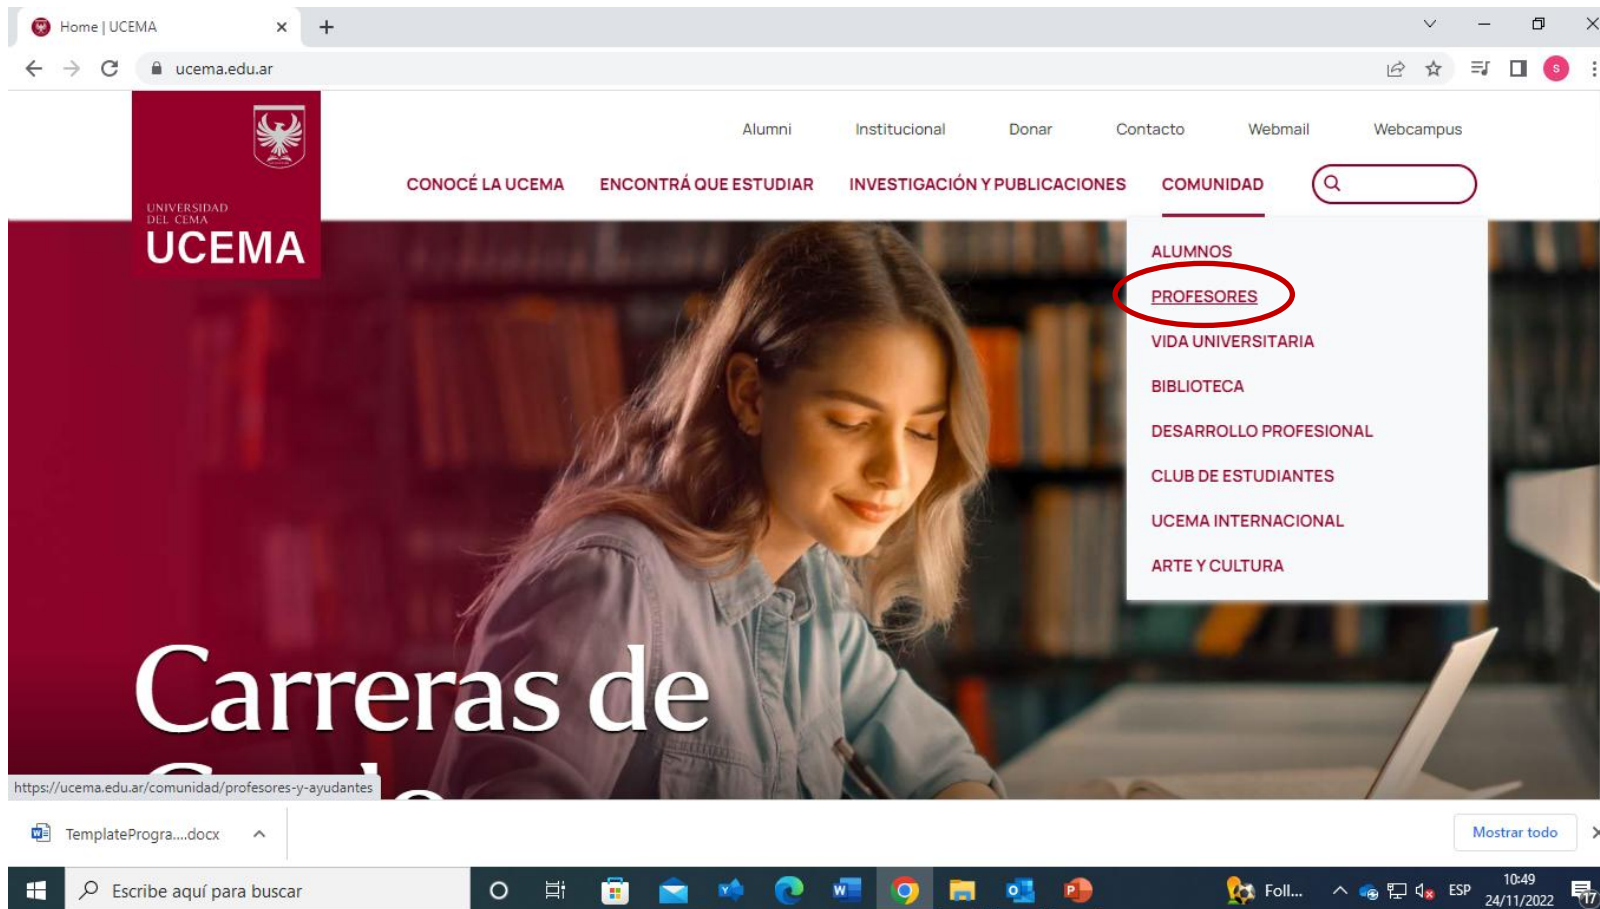 Home | UCEMA
ucema.edu.ar
S
Alumni Institucional Donar Contacto Webmail Webcampus
CONOCÉ LA UCEMA ENCONTRÁ QUE ESTUDIAR INVESTIGACIÓN Y PUBLICACIONES COMUNIDAD
UNIVERSIDAD
DEL CEMA
UCEMA
ALUMNOS
PROFESORES
VIDA UNIVERSITARIA
BIBLIOTECA
DESARROLLO PROFESIONAL
CLUB DE ESTUDIANTES
UCEMA INTERNACIONAL
ARTE Y CULTURA
Carreras de
https://ucema.edu.ar/comunidad/profesores-y-ayudantes
TemplateProgra....docx
Mostrar todo
Escribe aquí para buscar
Foll...
ESP
10:49
24/11/2022
17